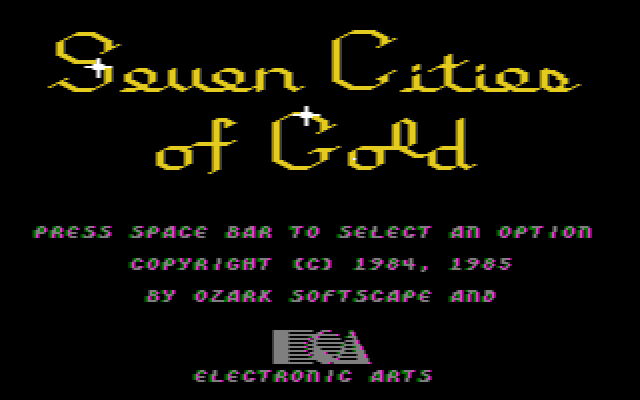 Seven Cities
of Gold
PRESS SPACE BAR TO SELECT AN OPTION
COPYRIGHT (C) 1984, 1985
BY OZARK SOFTSCAPE AND
ECA
ELECTRONIC ARTS